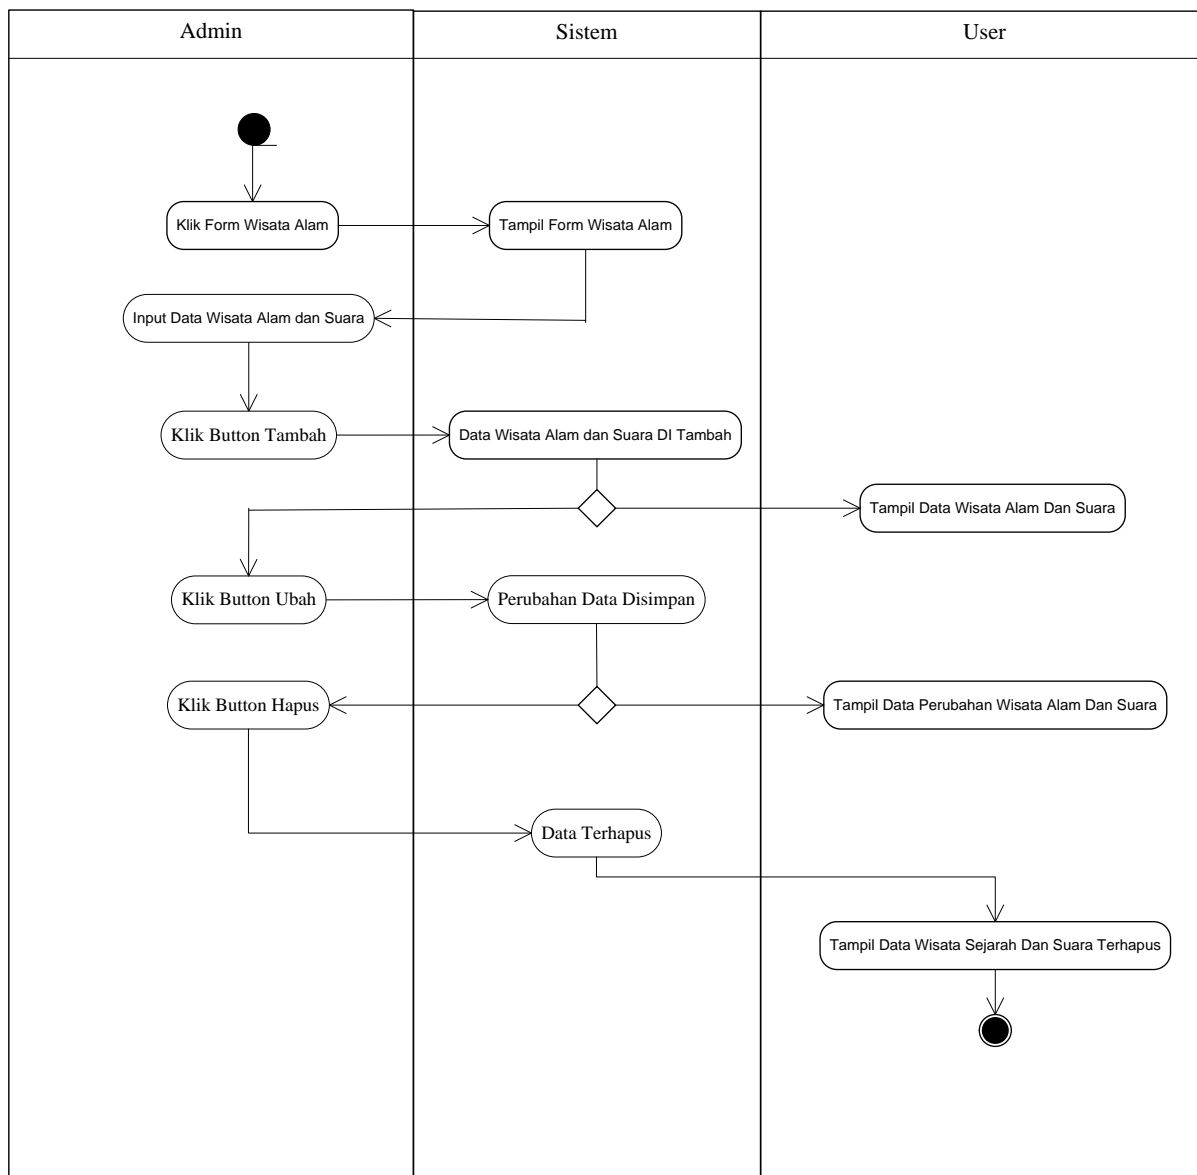 Admin
Sistem
User
Klik Form Wisata Alam
Tampil Form Wisata Alam
Input Data Wisata Alam dan Suara
Klik Button Tambah
Data Wisata Alam dan Suara DI Tambah
Tampil Data Wisata Alam Dan Suara
Klik Button Ubah
Perubahan Data Disimpan
Klik Button Hapus
Tampil Data Perubahan Wisata Alam Dan Suara
Data Terhapus
Tampil Data Wisata Sejarah Dan Suara Terhapus